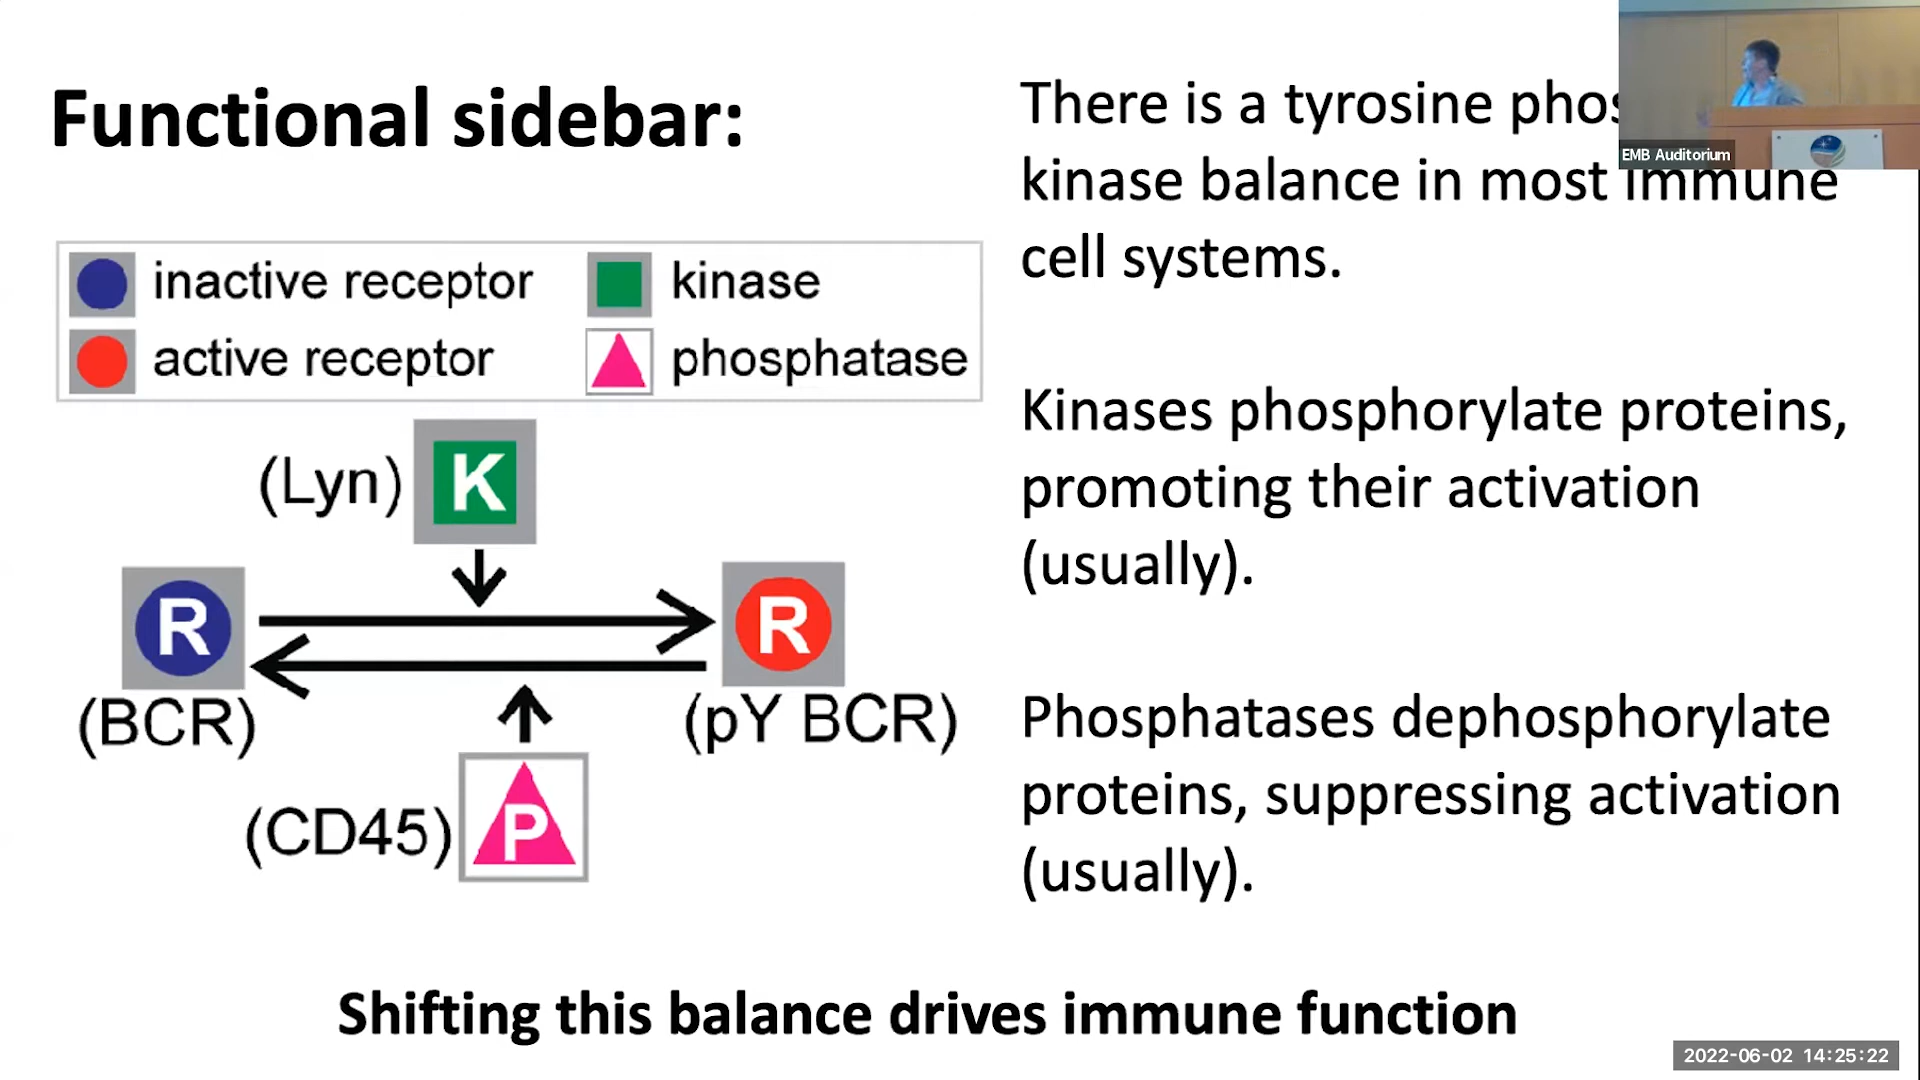 Functional sidebar:
inactive receptor
kinase
active receptor
phosphatase
(Lyn)
K
R
R
(BCR)
(pY BCR)
(CD45)
P
There is a tyrosine
kinase balance in most immune
cell systems.
Kinases phosphorylate proteins,
promoting their activation
(usually).
Phosphatases dephosphorylate
proteins, suppressing activation
(usually).
Shifting this balance drives immune function
EMB Auditorium
2022-06-02 14:25:22